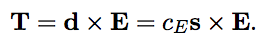 T = d × E = c_E s × E.